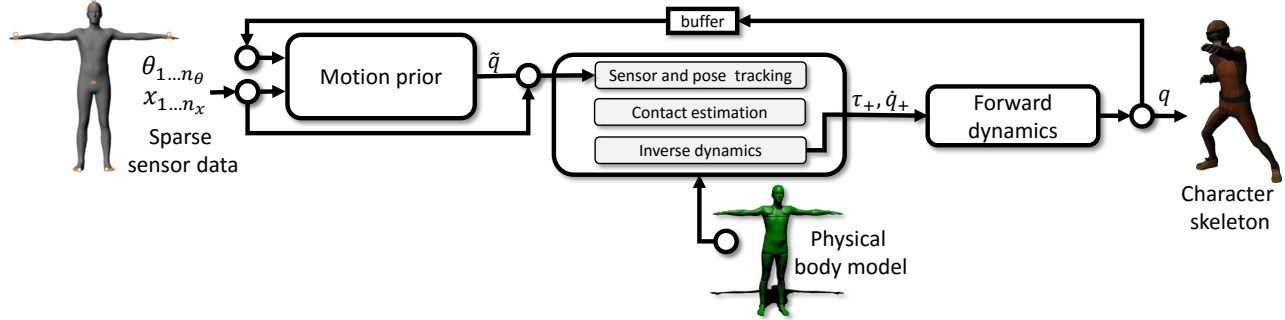 buffer
θ₁…ₙ_θ
x₁…ₙₓ
Sparse
sensor data
Motion prior
q̃
Sensor and pose tracking
Contact estimation
Inverse dynamics
τ₊, q̇₊
Forward
dynamics
q
Physical
body model
Character
skeleton